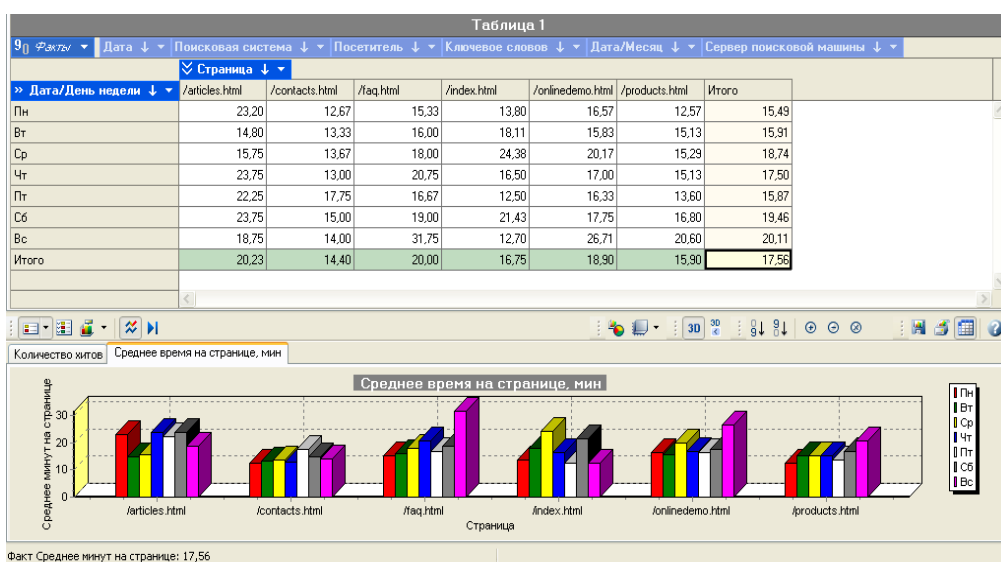 Таблица 1
9() Факты Дата ↓ Поисковая система ↓ Посетитель ↓ Ключевое словов ↓ Дата/Месяц ↓ Сервер поисковой машины ↓
Страница ↓
» Дата/День недели ↓ /articles.html /contacts.html /faq.html /index.html /onlinedemo.html /products.html Итого
Пн 23,20 12,67 15,33 13,80 16,57 12,57 15,49
Вт 14,80 13,33 16,00 18,11 15,83 15,13 15,91
Ср 15,75 13,67 18,00 24,38 20,17 15,29 18,74
Чт 23,75 13,00 20,75 16,50 17,00 15,13 17,50
Пт 22,25 17,75 16,67 12,50 16,33 13,60 15,87
Сб 23,75 15,00 19,00 21,43 17,75 16,80 19,46
Вс 18,75 14,00 31,75 12,70 26,71 20,60 20,11
Итого 20,23 14,40 20,00 16,75 18,90 15,90 17,56
3D 3D
Количество хитов Среднее время на странице, мин
Среднее время на странице, мин
Среднее минут на странице
30
20
10
0
/articles.html /contacts.html /faq.html /index.html /onlinedemo.html /products.html
Страница
Пн
Вт
Ср
Чт
Пт
Сб
Вс
Факт Среднее минут на странице: 17,56